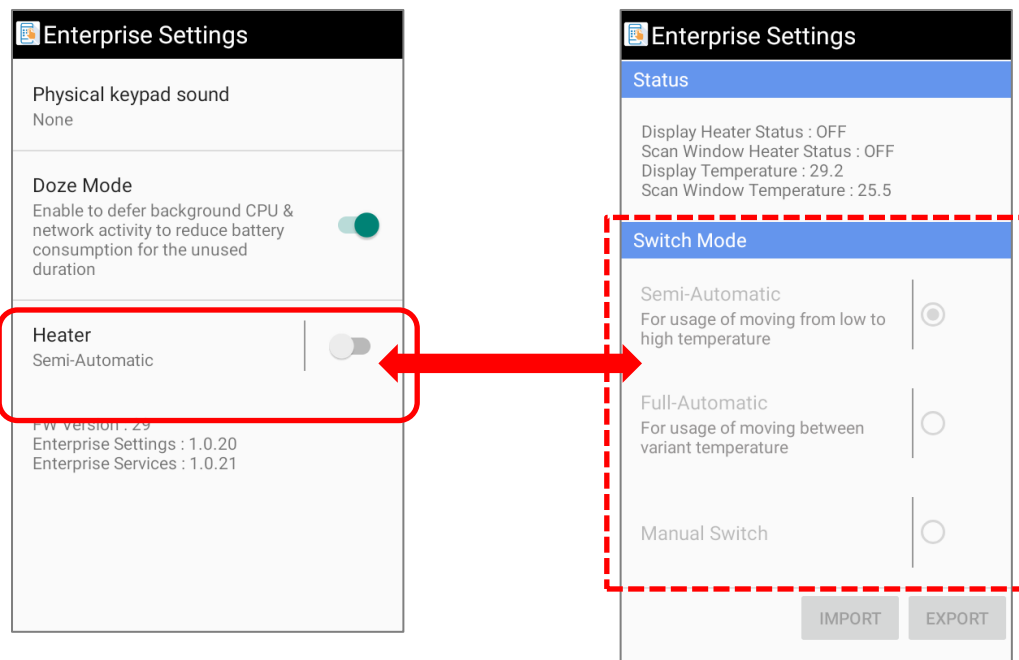 Enterprise Settings
Physical keypad sound
None
Doze Mode
Enable to defer background CPU &
network activity to reduce battery
consumption for the unused
duration
Heater
Semi-Automatic
FW Version : 29
Enterprise Settings : 1.0.20
Enterprise Services : 1.0.21
Enterprise Settings
Status
Display Heater Status : OFF
Scan Window Heater Status : OFF
Display Temperature : 29.2
Scan Window Temperature : 25.5
Switch Mode
Semi-Automatic
For usage of moving from low to
high temperature
Full-Automatic
For usage of moving between
variant temperature
Manual Switch
IMPORT
EXPORT